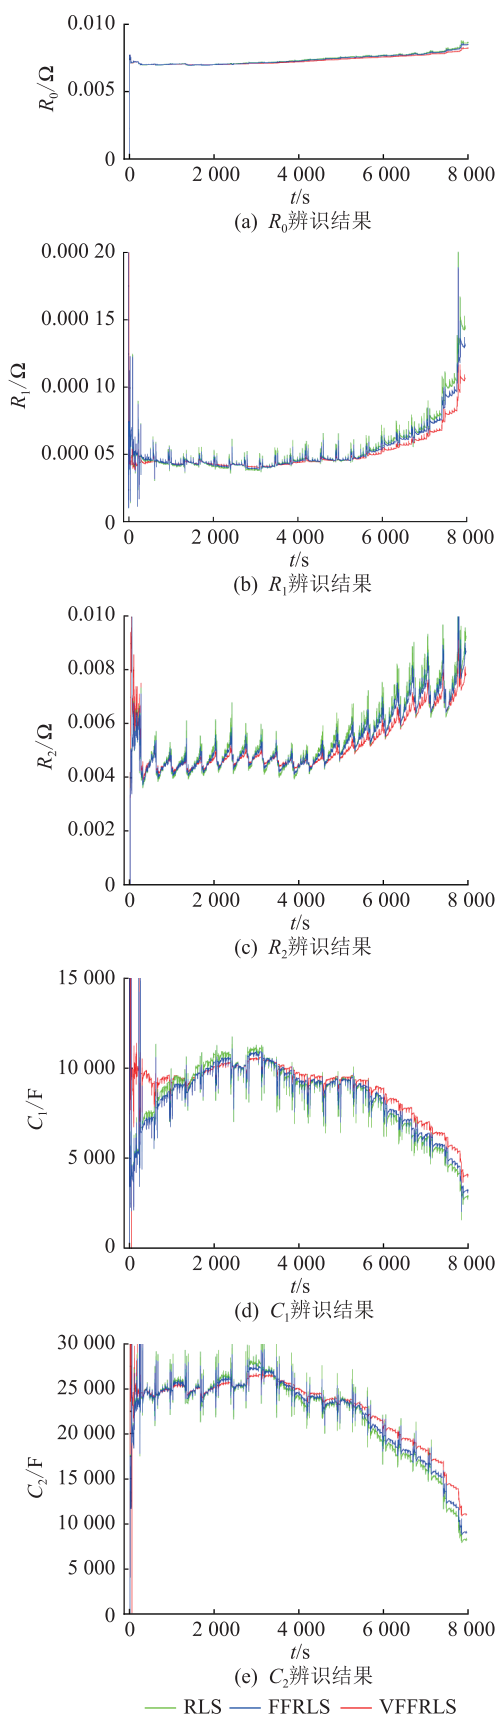 0.010
0.005
0
R₀/Ω
0 2 000 4 000 6 000 8 000
t/s
(a) R₀辨识结果
0.000 20
0.000 15
0.000 10
0.000 05
0
R₁/Ω
0 2 000 4 000 6 000 8 000
t/s
(b) R₁辨识结果
0.010
0.008
0.006
0.004
0.002
0
R₂/Ω
0 2 000 4 000 6 000 8 000
t/s
(c) R₂辨识结果
15 000
10 000
5 000
0
C₁/F
0 2 000 4 000 6 000 8 000
t/s
(d) C₁辨识结果
30 000
25 000
20 000
15 000
10 000
5 000
0
C₂/F
0 2 000 4 000 6 000 8 000
t/s
(e) C₂辨识结果
RLS FFRLS VFFRLS